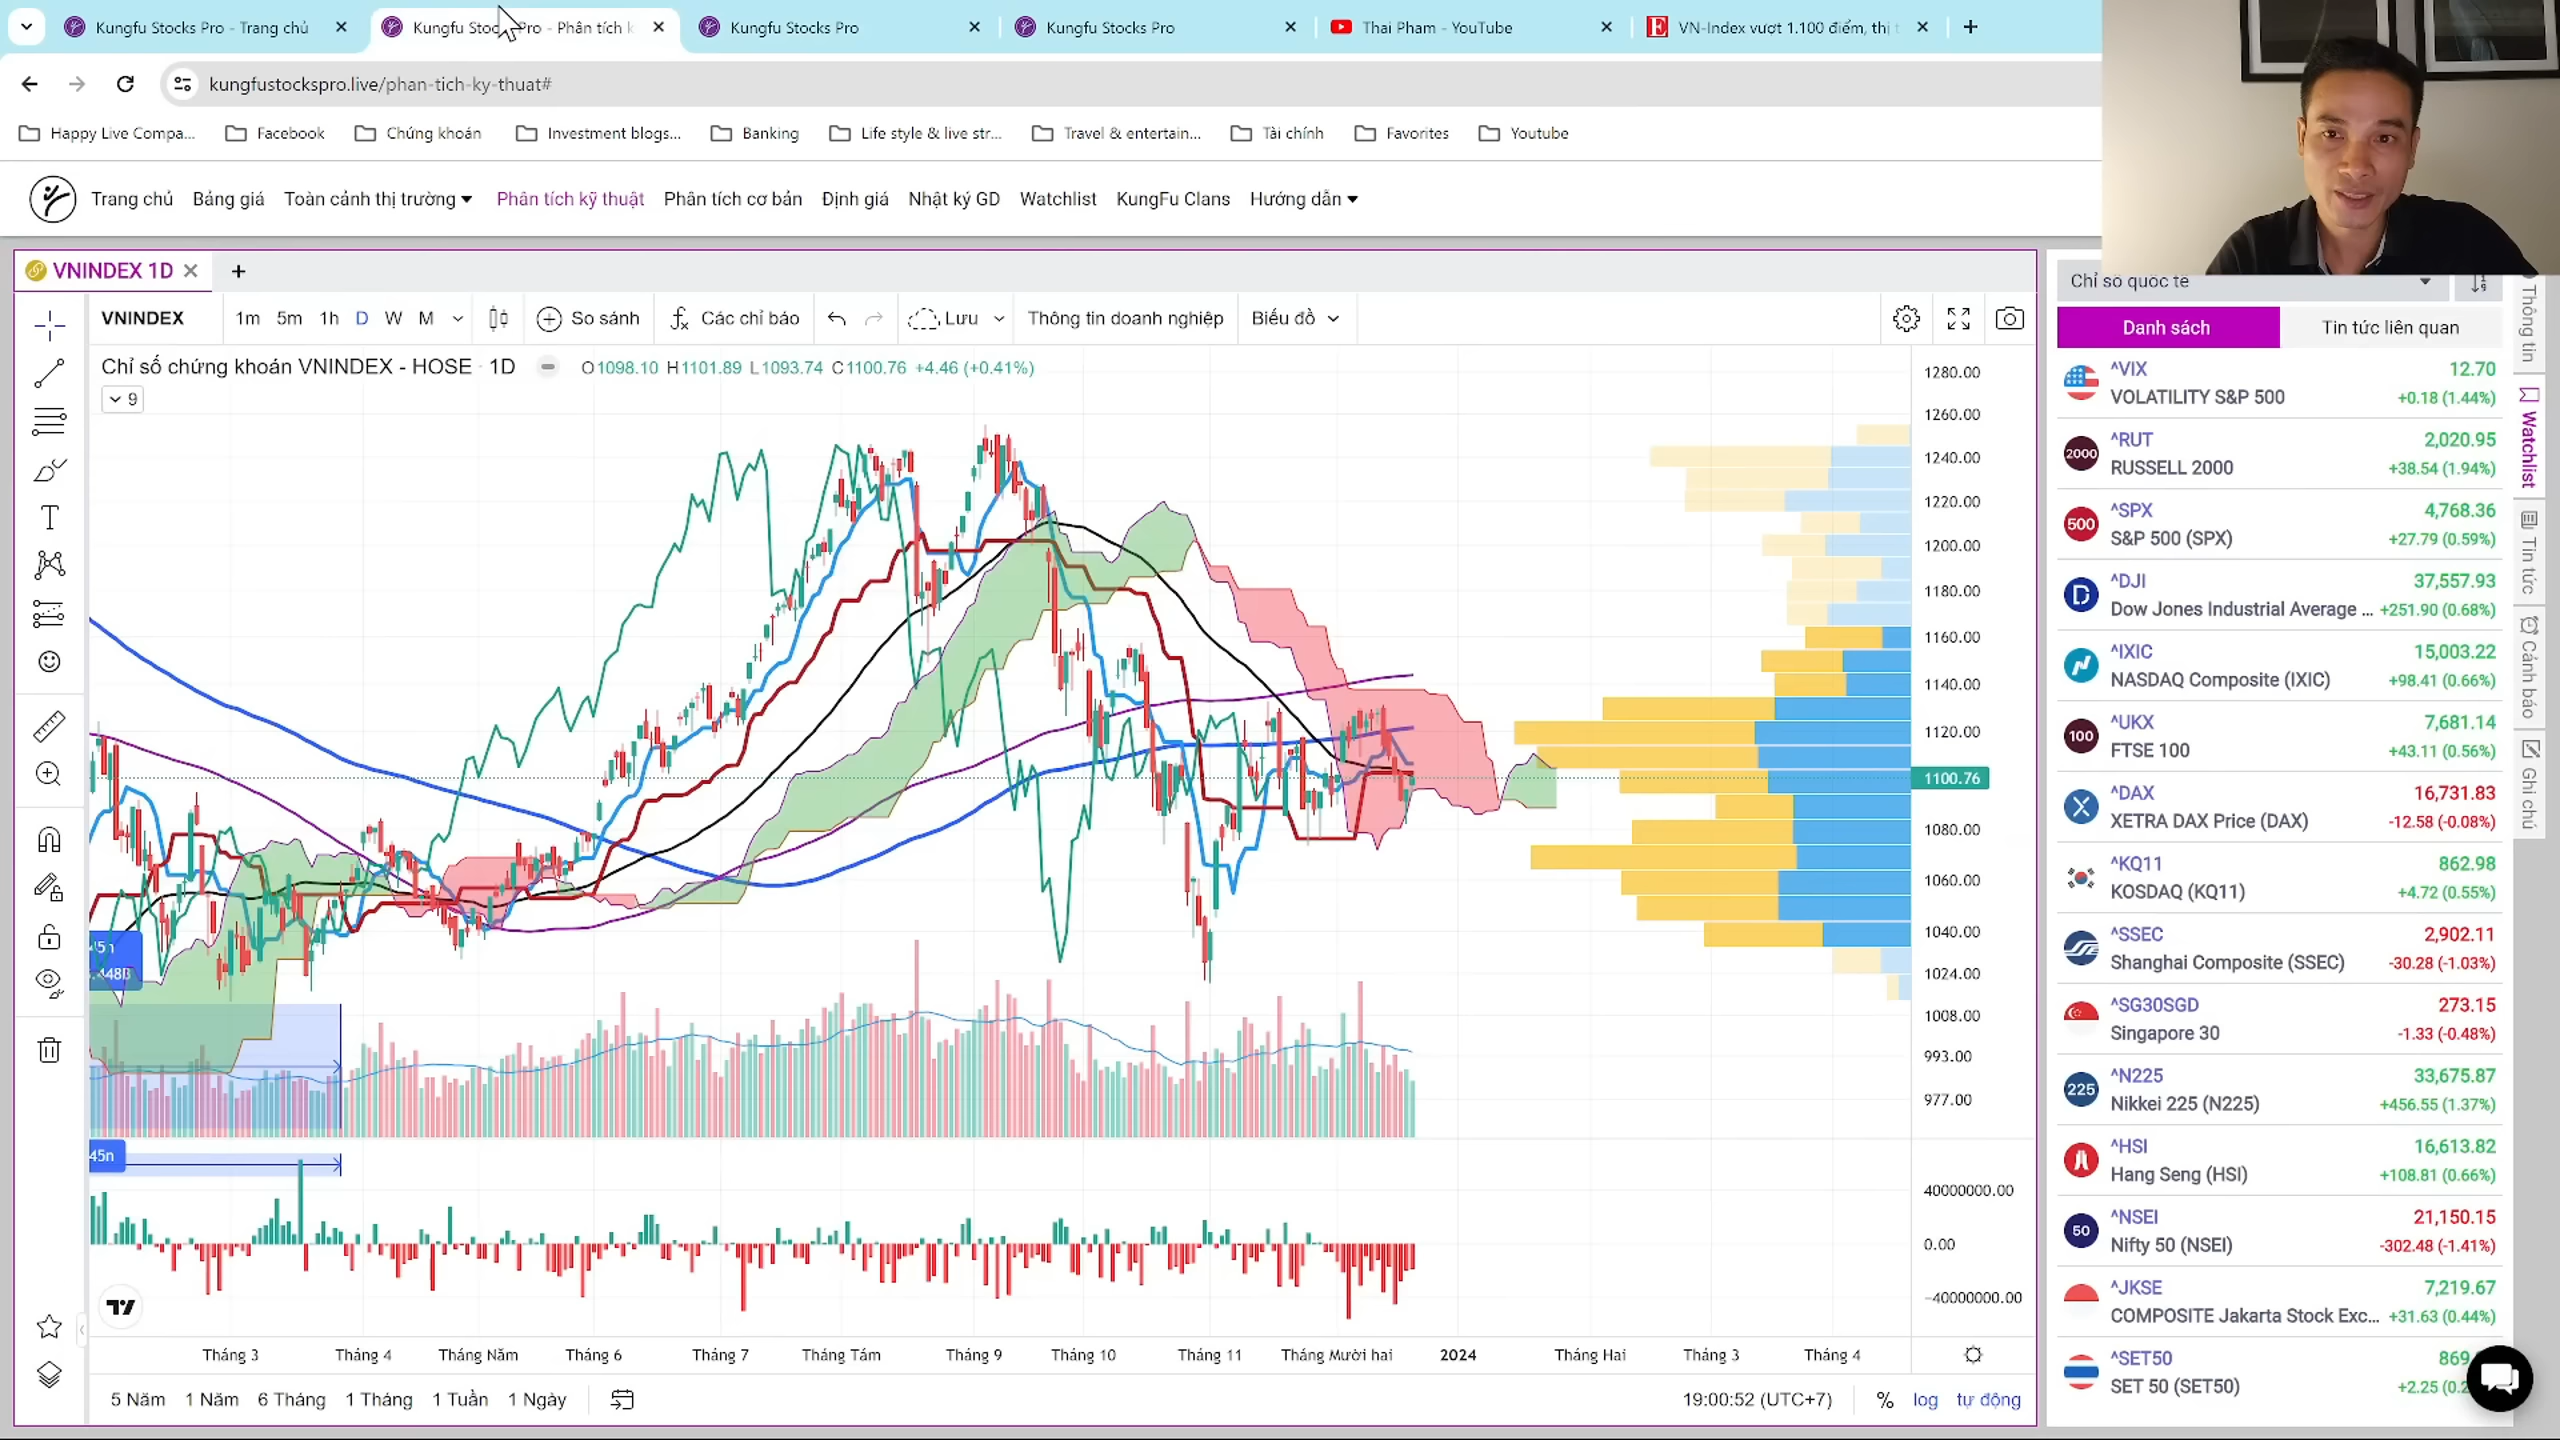 Kungfu Stocks Pro - Trang chủ
Kungfu Stocks Pro - Phân tích k
Kungfu Stocks Pro
Kungfu Stocks Pro
Thai Pham - YouTube
VN-Index vượt 1.100 điểm, thị t
kungfustockspro.live/phan-tich-ky-thuat#
Happy Live Compa...
Facebook
Chứng khoán
Investment blogs...
Banking
Life style & live str...
Travel & entertain...
Tài chính
Favorites
Youtube
Trang chủ
Bảng giá
Toàn cảnh thị trường
Phân tích kỹ thuật
Phân tích cơ bản
Định giá
Nhật ký GD
Watchlist
KungFu Clans
Hướng dẫn
VNINDEX 1D
VNINDEX
1m 5m 1h D W M
So sánh
Các chỉ báo
Lưu
Thông tin doanh nghiệp
Biểu đồ
Chỉ số chứng khoán VNINDEX - HOSE · 1D
O1098.10 H1101.89 L1093.74 C1100.76 +4.46 (+0.41%)
9
1280.00
1260.00
1240.00
1220.00
1200.00
1180.00
1160.00
1140.00
1120.00
1100.76
1080.00
1060.00
1040.00
1024.00
1008.00
993.00
977.00
.448B
45n
40000000.00
0.00
−40000000.00
Tháng 3
Tháng 4
Tháng Năm
Tháng 6
Tháng 7
Tháng Tám
Tháng 9
Tháng 10
Tháng 11
Tháng Mười hai
2024
Tháng Hai
Tháng 3
Tháng 4
5 Năm 1 Năm 6 Tháng 1 Tháng 1 Tuần 1 Ngày
19:00:52 (UTC+7)
%
log
tự động
Chỉ số quốc tế
Danh sách
Tin tức liên quan
^VIX 12.70
VOLATILITY S&P 500 +0.18 (1.44%)
2000
^RUT 2,020.95
RUSSELL 2000 +38.54 (1.94%)
500
^SPX 4,768.36
S&P 500 (SPX) +27.79 (0.59%)
^DJI 37,557.93
Dow Jones Industrial Average ... +251.90 (0.68%)
^IXIC 15,003.22
NASDAQ Composite (IXIC) +98.41 (0.66%)
100
^UKX 7,681.14
FTSE 100 +43.11 (0.56%)
^DAX 16,731.83
XETRA DAX Price (DAX) -12.58 (-0.08%)
^KQ11 862.98
KOSDAQ (KQ11) +4.72 (0.55%)
^SSEC 2,902.11
Shanghai Composite (SSEC) -30.28 (-1.03%)
^SG30SGD 273.15
Singapore 30 -1.33 (-0.48%)
225
^N225 33,675.87
Nikkei 225 (N225) +456.55 (1.37%)
^HSI 16,613.82
Hang Seng (HSI) +108.81 (0.66%)
50
^NSEI 21,150.15
Nifty 50 (NSEI) -302.48 (-1.41%)
^JKSE 7,219.67
COMPOSITE Jakarta Stock Exc... +31.63 (0.44%)
^SET50 869
SET 50 (SET50) +2.25 (0.2
Thông tin
Watchlist
Tin tức
Cảnh báo
Ghi chú